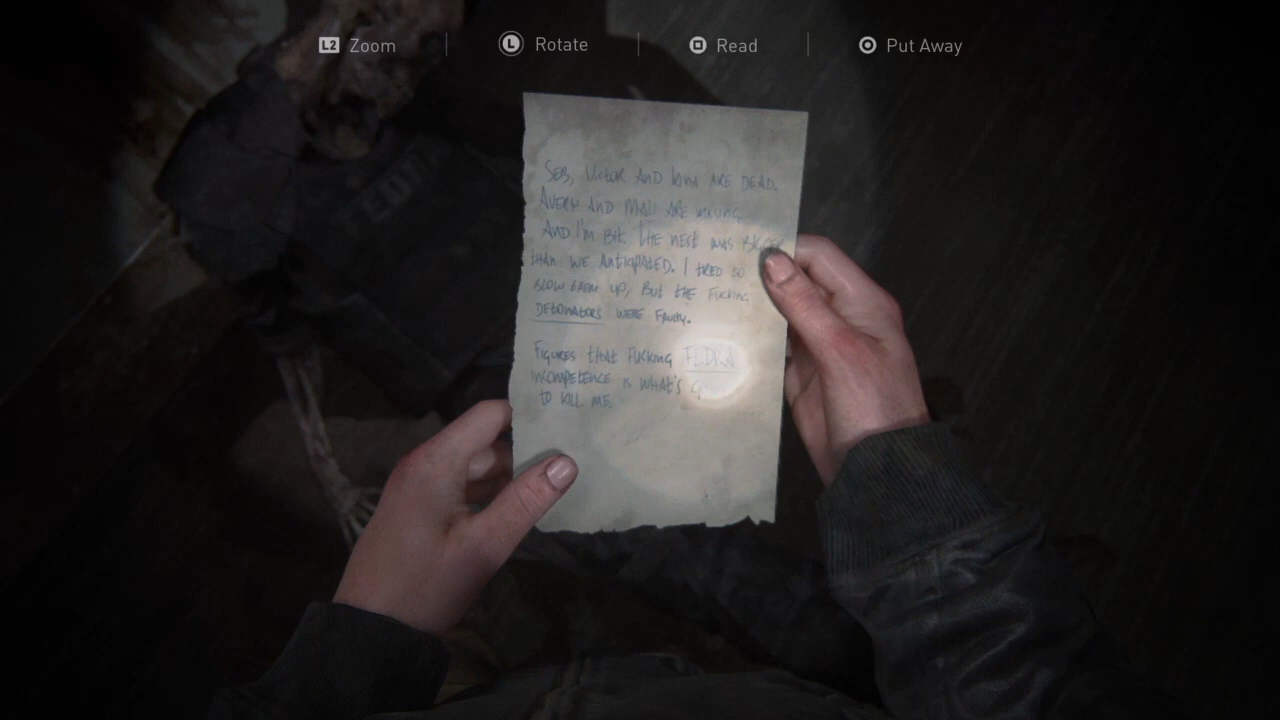 L2 Zoom
L Rotate
Read
Put Away
SEB, VICTOR AND ARE DEAD.
AVERY AND ARE MISSING.
AND I'M BIT. THE NEST WAS BIGGER
THAN WE ANTICIPATED. I TRIED TO
BLOW THEM UP, BUT THE FUCKING
DETONATORS WERE FAULTY.
FIGURES THAT FUCKING FEDRA
INCOMPETENCE IS WHAT'S
TO KILL ME.